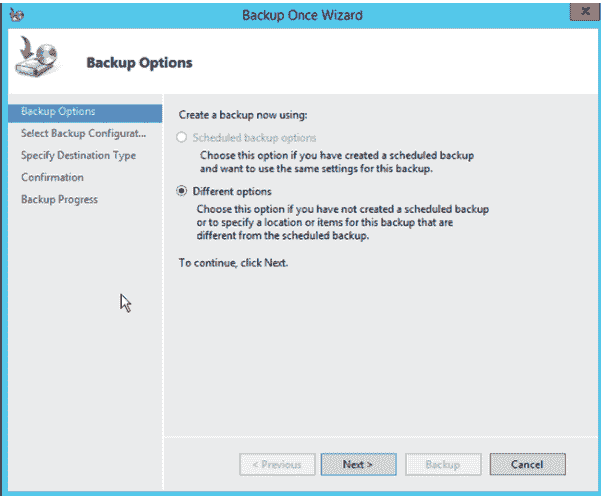 Backup Once Wizard
Backup Options
Backup Options
Select Backup Configurat...
Specify Destination Type
Confirmation
Backup Progress
Create a backup now using:
Scheduled backup options
Choose this option if you have created a scheduled backup
and want to use the same settings for this backup.
Different options
Choose this option if you have not created a scheduled backup
or to specify a location or items for this backup that are
different from the scheduled backup.
To continue, click Next.
< Previous
Next >
Backup
Cancel